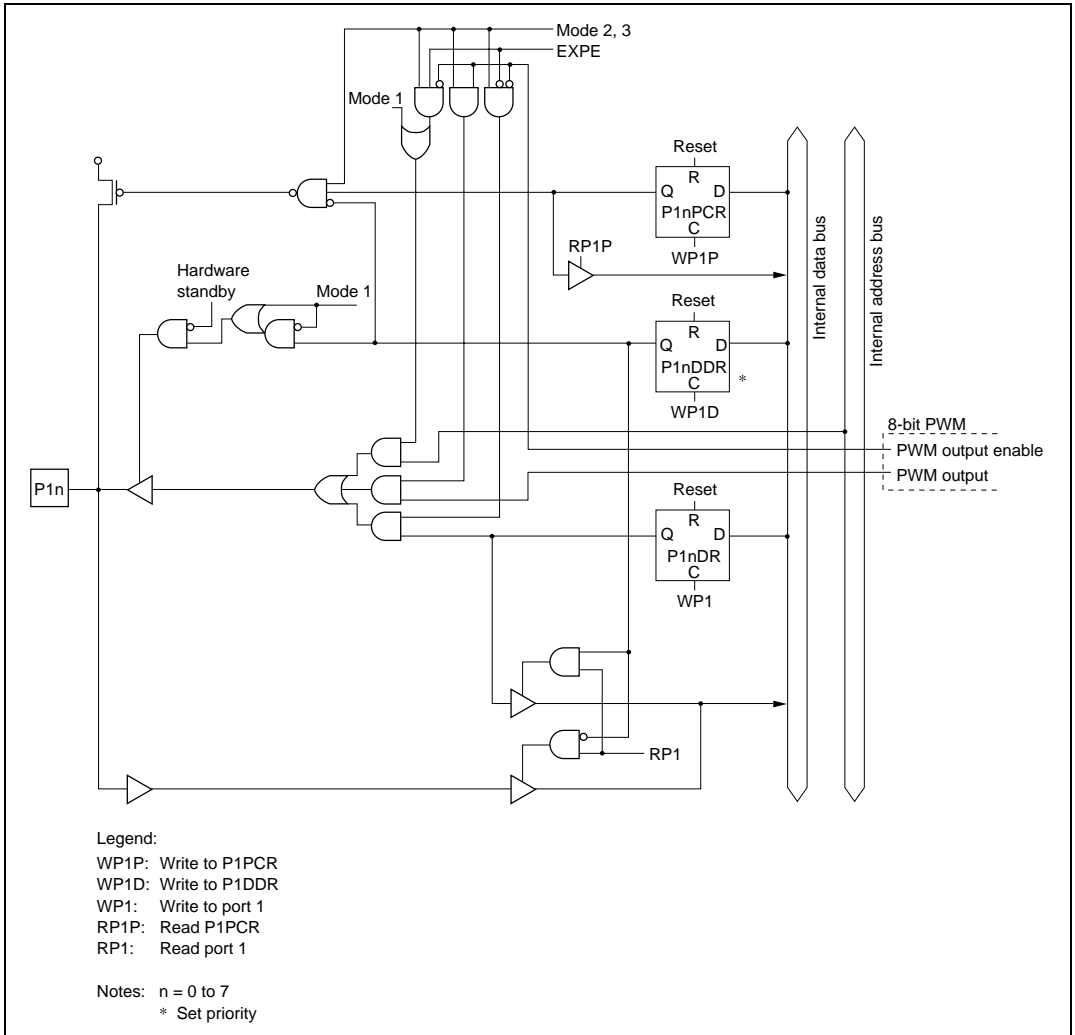 Mode 2, 3
EXPE
Mode 1
Reset
R
Q D
P1nPCR
C
WP1P
RP1P
Hardware
standby
Mode 1
Internal data bus
Internal address bus
Reset
R
Q D
P1nDDR
C
*
WP1D
8-bit PWM
PWM output enable
PWM output
P1n
Reset
R
Q D
P1nDR
C
WP1
RP1
Legend:
WP1P: Write to P1PCR
WP1D: Write to P1DDR
WP1: Write to port 1
RP1P: Read P1PCR
RP1: Read port 1
Notes: n = 0 to 7
* Set priority